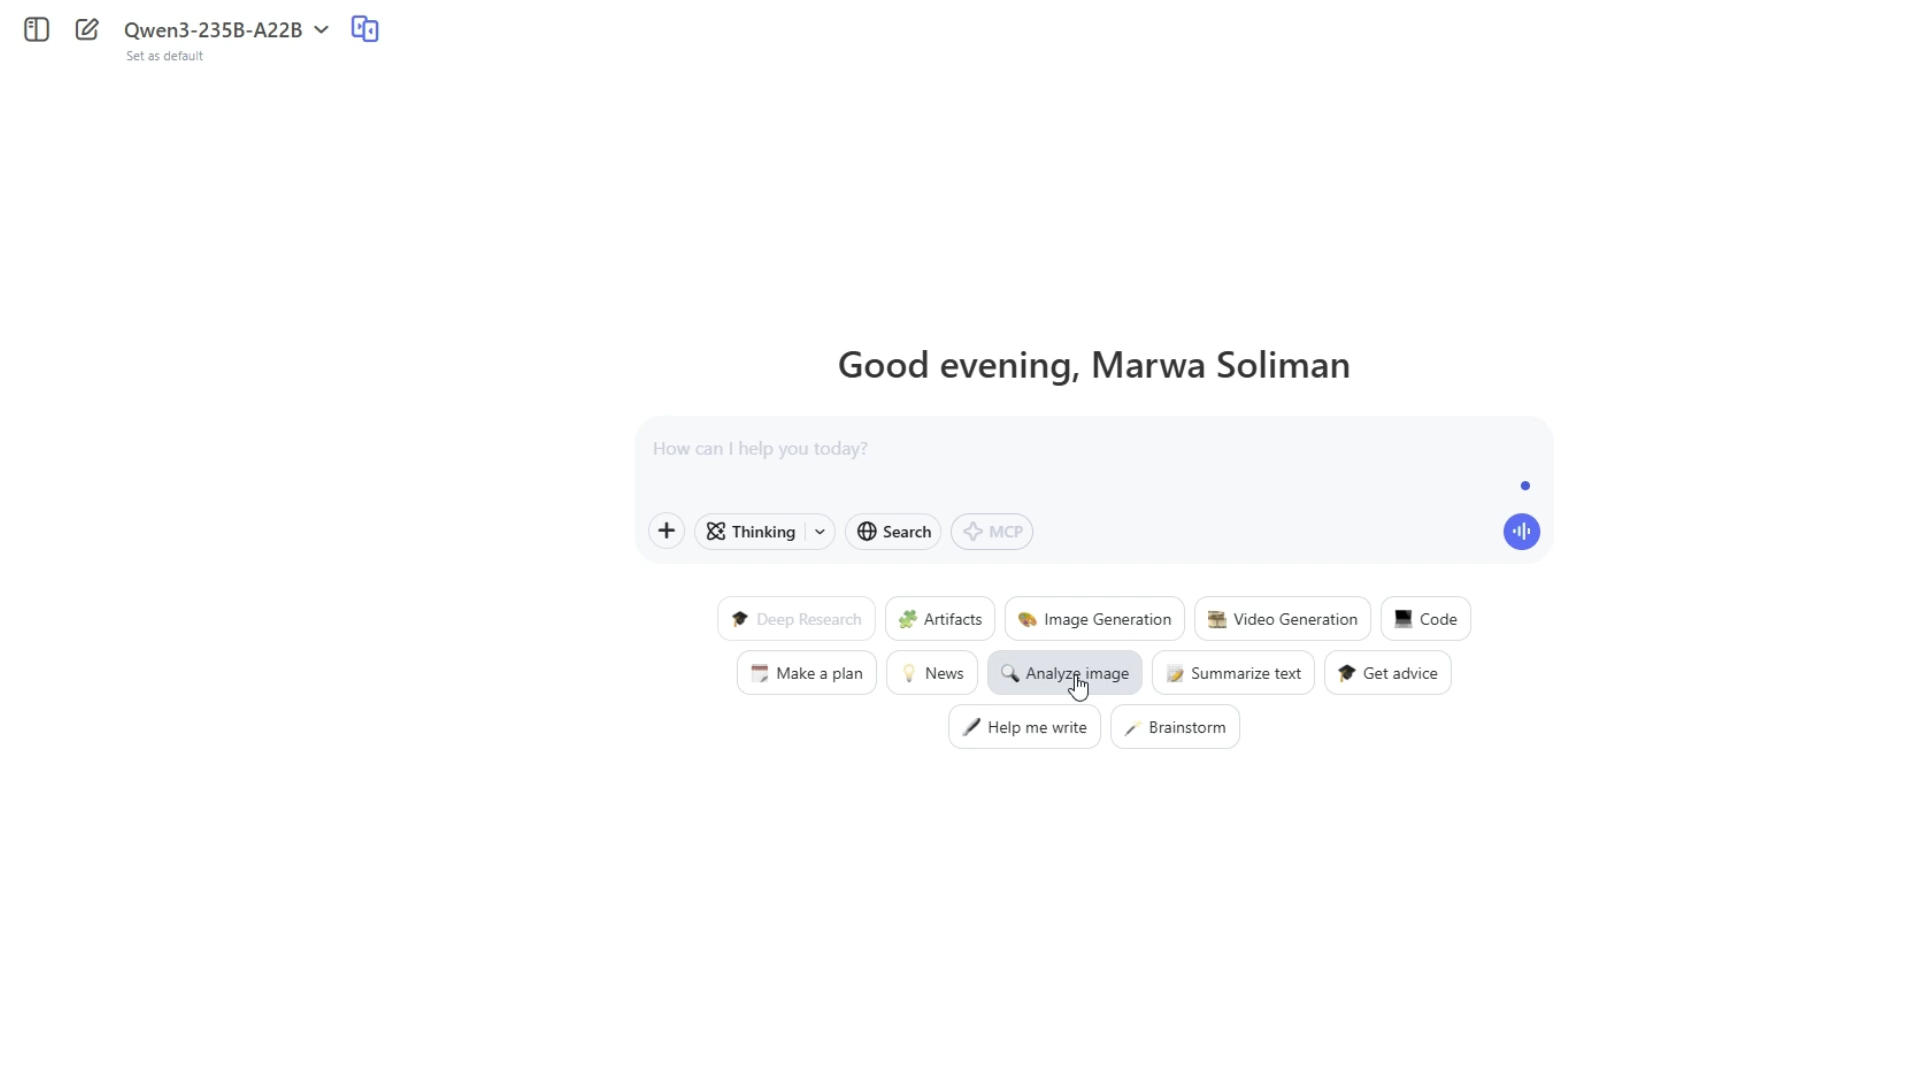 Qwen3-235B-A22B
Set as default
Good evening, Marwa Soliman
How can I help you today?
Thinking Search MCP
Deep Research Artifacts Image Generation Video Generation Code
Make a plan News Analyze image Summarize text Get advice
Help me write Brainstorm